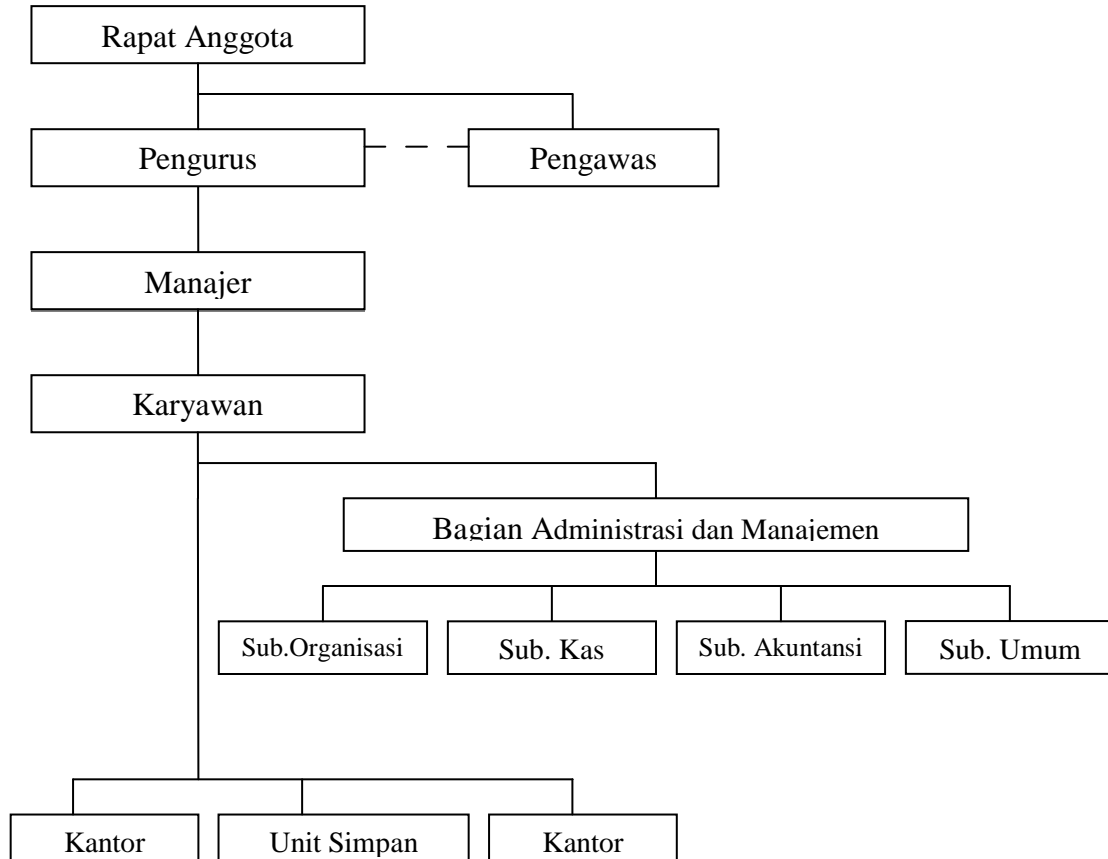 Rapat Anggota
Pengurus
Pengawas
Manajer
Karyawan
Bagian Administrasi dan Manajemen
Sub.Organisasi
Sub. Kas
Sub. Akuntansi
Sub. Umum
Kantor
Unit Simpan
Kantor